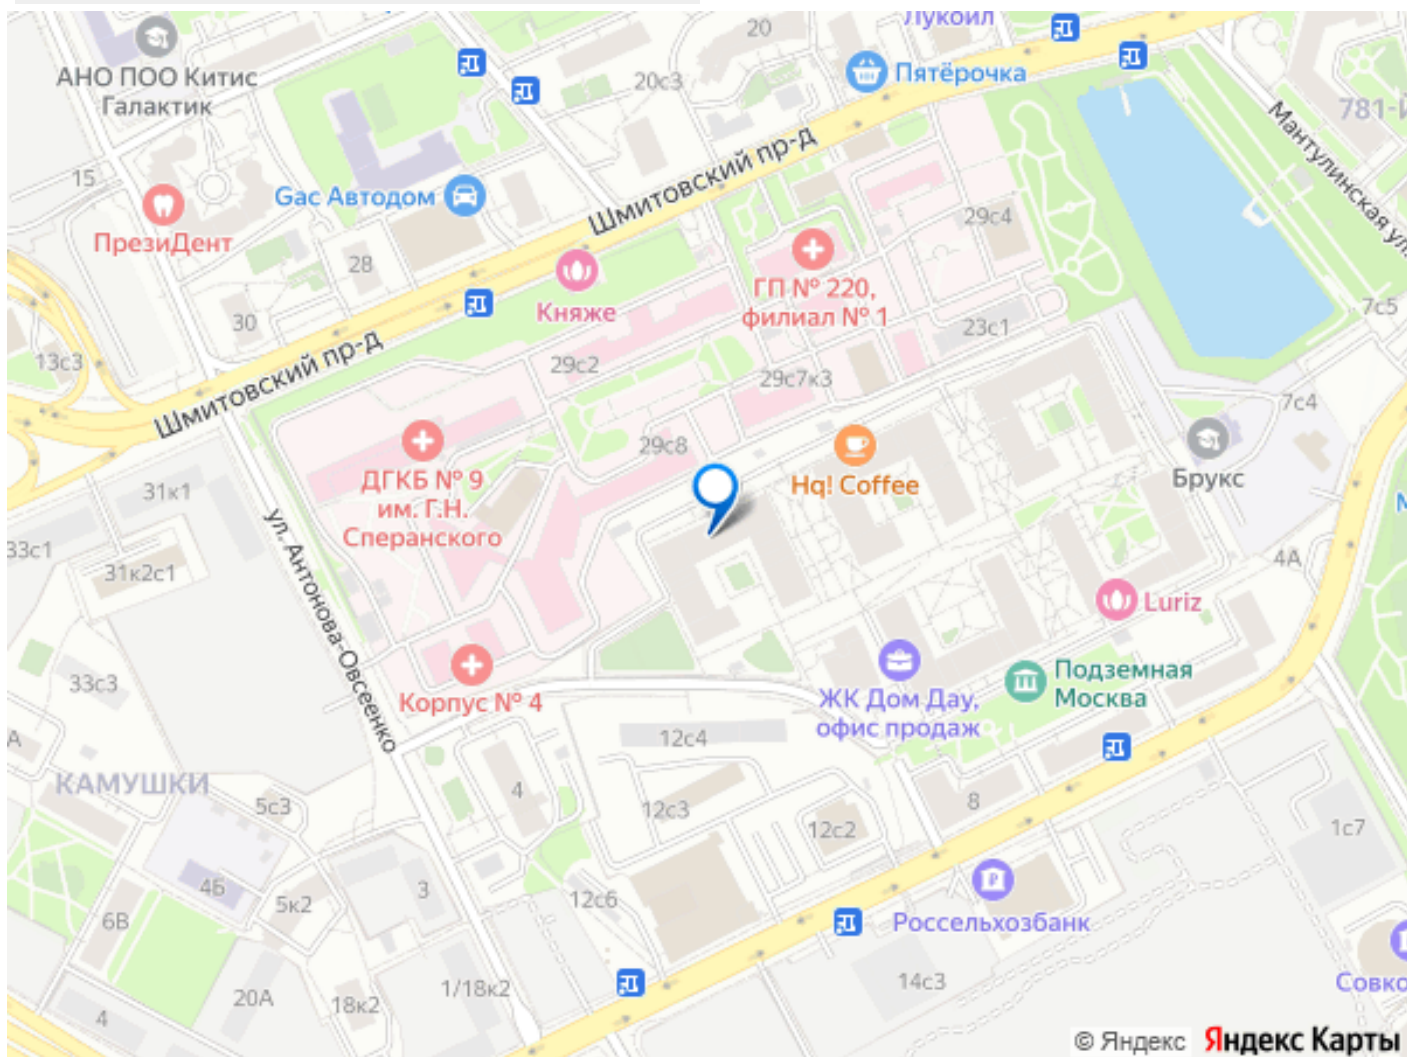 Лукойл
20
АНО ПОО Китис
Галактик
20с3
Пятёрочка
781-Й
Мантулинская ул.
15
Gac Автодом
Шмитовский пр-д
ПрезиДент
29с4
28
ГП № 220,
филиал № 1
30
Княже
7с5
23с1
13с3
Шмитовский пр-д
29с2
29с7к3
7с4
29с8
ДГКБ № 9
им. Г.Н.
Сперанского
Hq! Coffee
Брукс
31к1
33с1
31к2с1
ул. Антонова-Овсеенко
4А
Luriz
33с3
Корпус № 4
ЖК Дом Дау,
офис продаж
Подземная
Москва
12с4
КАМУШКИ
5с3
4
12с3
12с2
8
1с7
4Б
5к2
3
6В
12с6
Россельхозбанк
20А
18к2
1/18к2
14с3
Совко
4
© Яндекс Яндекс Карты